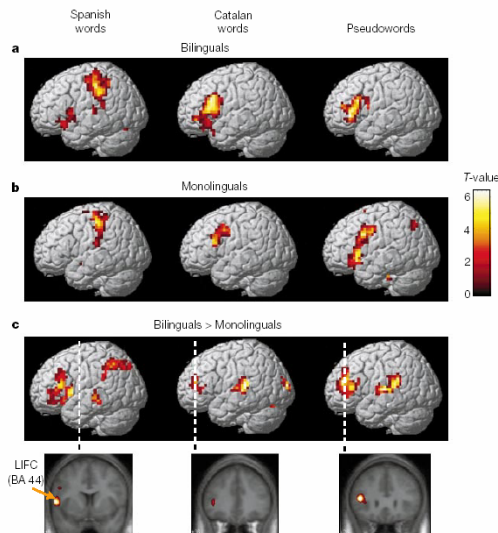 Spanish
words
Catalan
words
Pseudowords
a
Bilinguals
b
Monolinguals
T-value
6
4
2
0
c
Bilinguals > Monolinguals
LIFC
(BA 44)